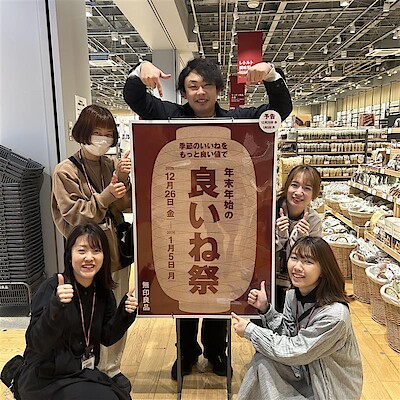 季節のいいねを
もっと良い値で
年末年始の
良いね祭
12月26日金
1月5日月
無印良品
予告